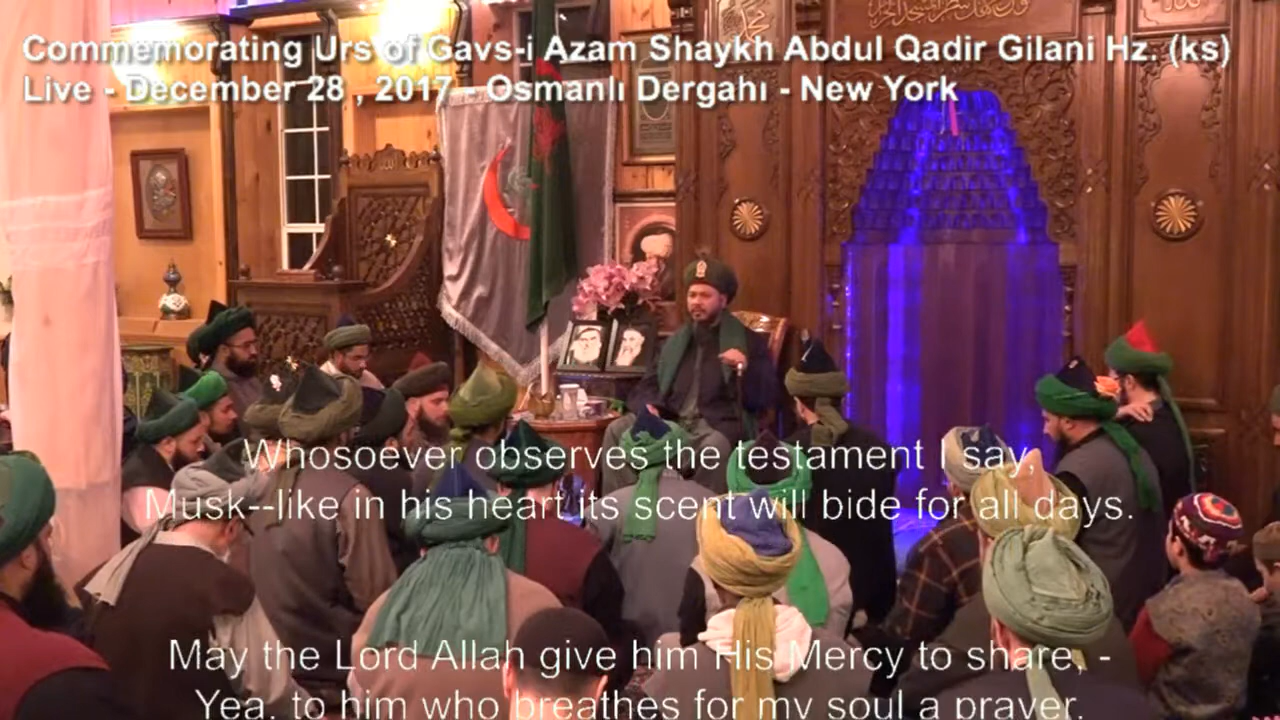 Commemorating Urs of Gavs-i Azam Shaykh Abdul Qadir Gilani Hz. (ks)
Live - December 28 , 2017 - Osmanlı Dergahı - New York
Whosoever observes the testament I say,
Musk--like in his heart its scent will bide for all days.
May the Lord Allah give him His Mercy to share, -
Yea, to him who breathes for my soul a prayer.